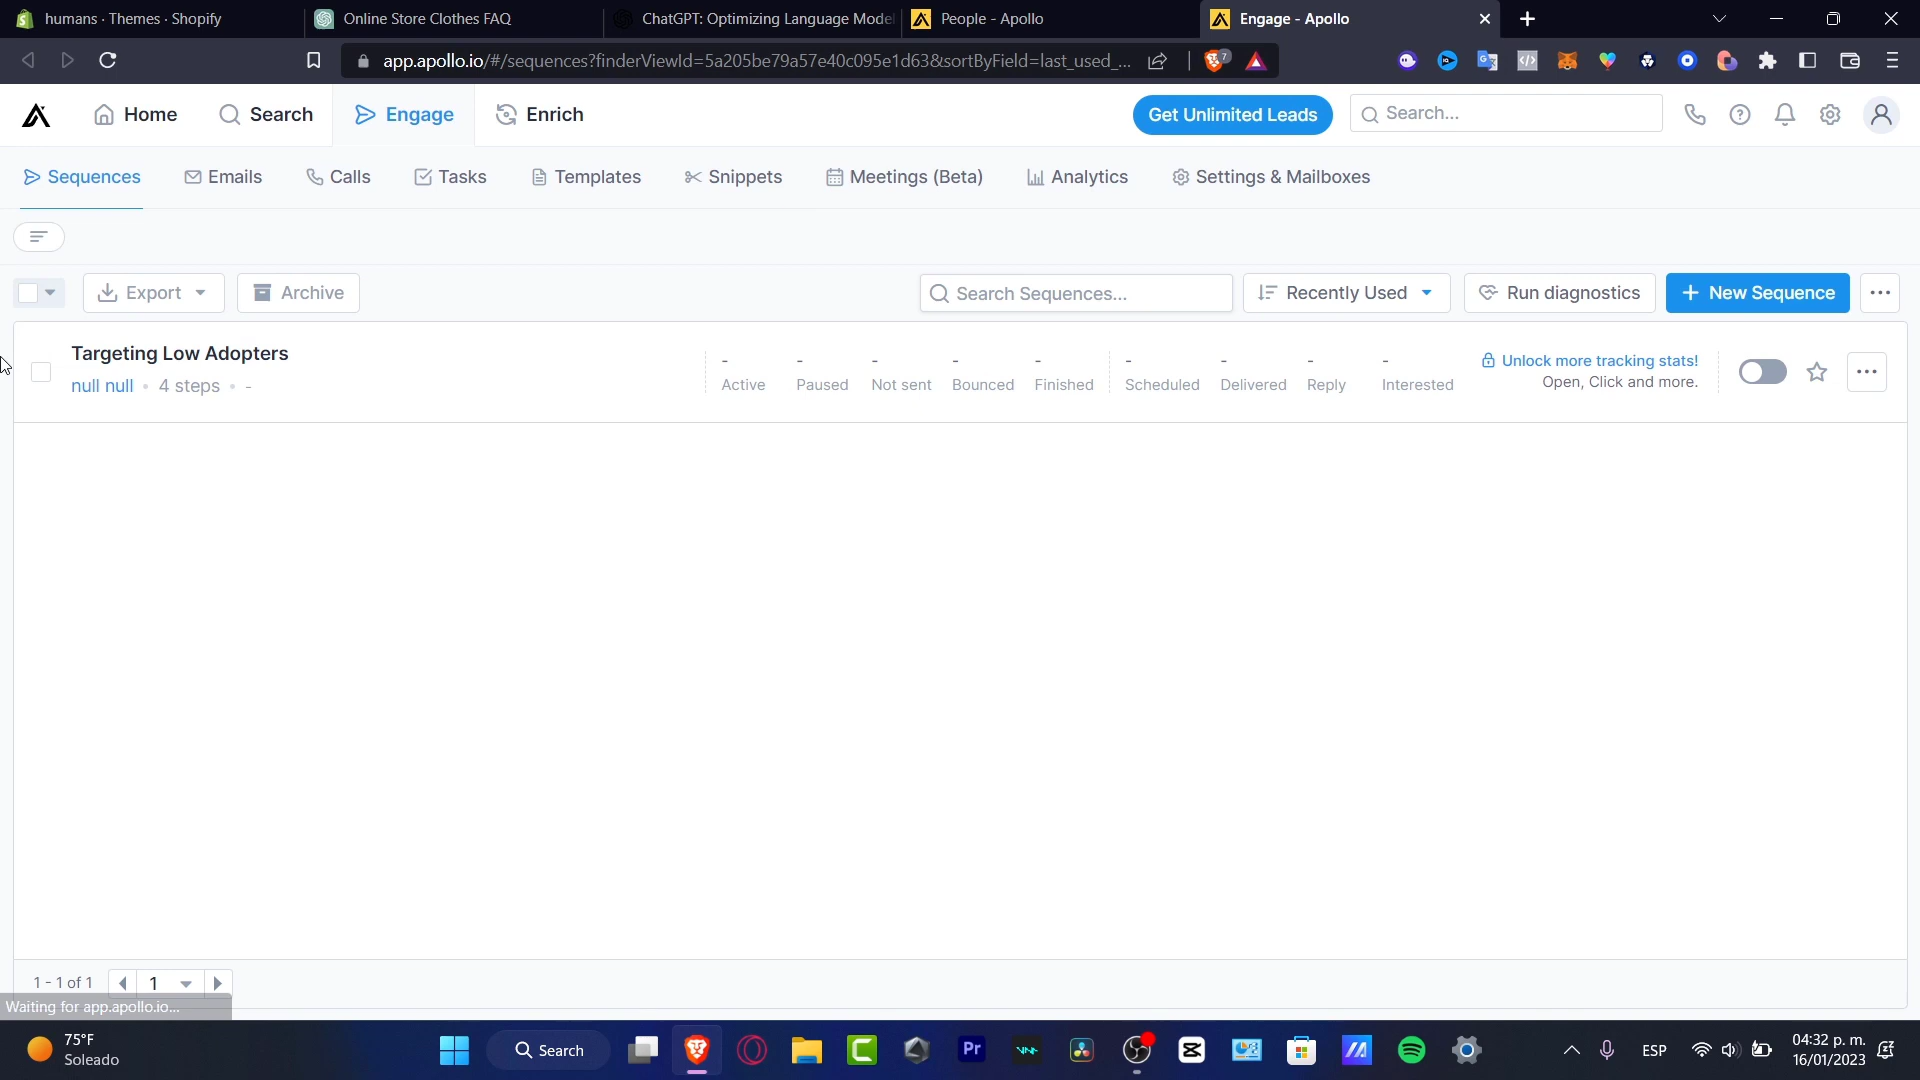 humans · Themes · Shopify
Online Store Clothes FAQ
ChatGPT: Optimizing Language Model
People - Apollo
Engage - Apollo
app.apollo.io/#/sequences?finderViewId=5a205be79a57e40c095e1d63&sortByField=last_used_...
7
Home
Search
Engage
Enrich
Get Unlimited Leads
Search...
Sequences
Emails
Calls
Tasks
Templates
Snippets
Meetings (Beta)
Analytics
Settings & Mailboxes
Export
Archive
Search Sequences...
Recently Used
Run diagnostics
+ New Sequence
Targeting Low Adopters
null null • 4 steps • -
- Active
- Paused
- Not sent
- Bounced
- Finished
- Scheduled
- Delivered
- Reply
- Interested
Unlock more tracking stats!
Open, Click and more.
1 - 1 of 1
1
Waiting for app.apollo.io...
75°F
Soleado
Search
Pr
ESP
04:32 p. m.
16/01/2023